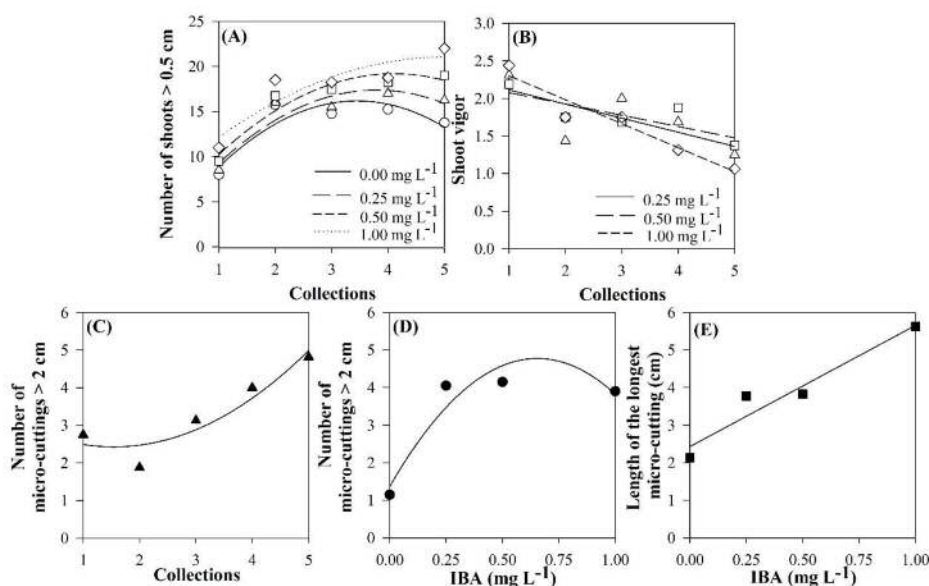 (A)
Number of shoots > 0.5 cm
25
20
15
10
5
0
0.00 mg L⁻¹
0.25 mg L⁻¹
0.50 mg L⁻¹
1.00 mg L⁻¹
1 2 3 4 5
Collections
(B)
Shoot vigor
3.0
2.5
2.0
1.5
1.0
0.5
0.0
0.25 mg L⁻¹
0.50 mg L⁻¹
1.00 mg L⁻¹
1 2 3 4 5
Collections
(C)
Number of
micro-cuttings > 2 cm
6
5
4
3
2
1
0
1 2 3 4 5
Collections
(D)
Number of
micro-cuttings > 2 cm
6
5
4
3
2
1
0
0.00 0.25 0.50 0.75 1.00
IBA (mg L⁻¹)
(E)
Length of the longest
micro-cutting (cm)
6
5
4
3
2
1
0
0.00 0.25 0.50 0.75 1.00
IBA (mg L⁻¹)